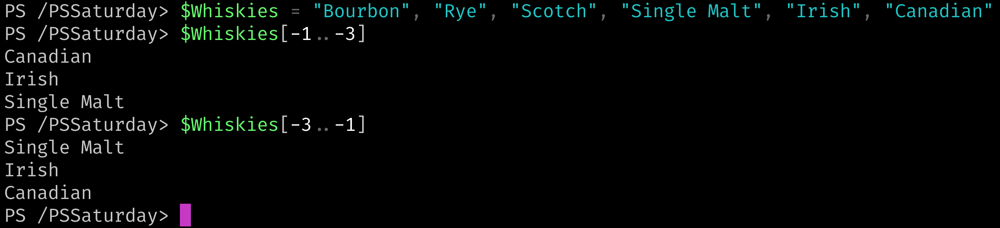 PS /PSSaturday> $Whiskies = "Bourbon", "Rye", "Scotch", "Single Malt", "Irish", "Canadian"
PS /PSSaturday> $Whiskies[-1..-3]
Canadian
Irish
Single Malt
PS /PSSaturday> $Whiskies[-3..-1]
Single Malt
Irish
Canadian
PS /PSSaturday>